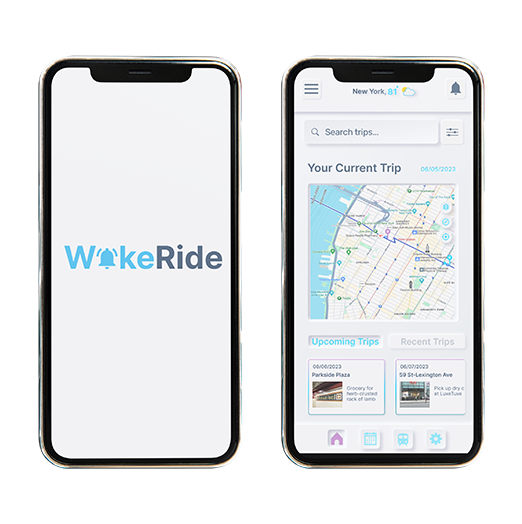 WakeRide
New York, 81°
Search trips...
Your Current Trip
06/05/2023
Upcoming Trips
Recent Trips
06/06/2023
Parkside Plaza
Grocery for
herb-crusted
rack of lamb
06/07/2023
59 St-Lexington Ave
Pick up dry c
at LuxeTuxe